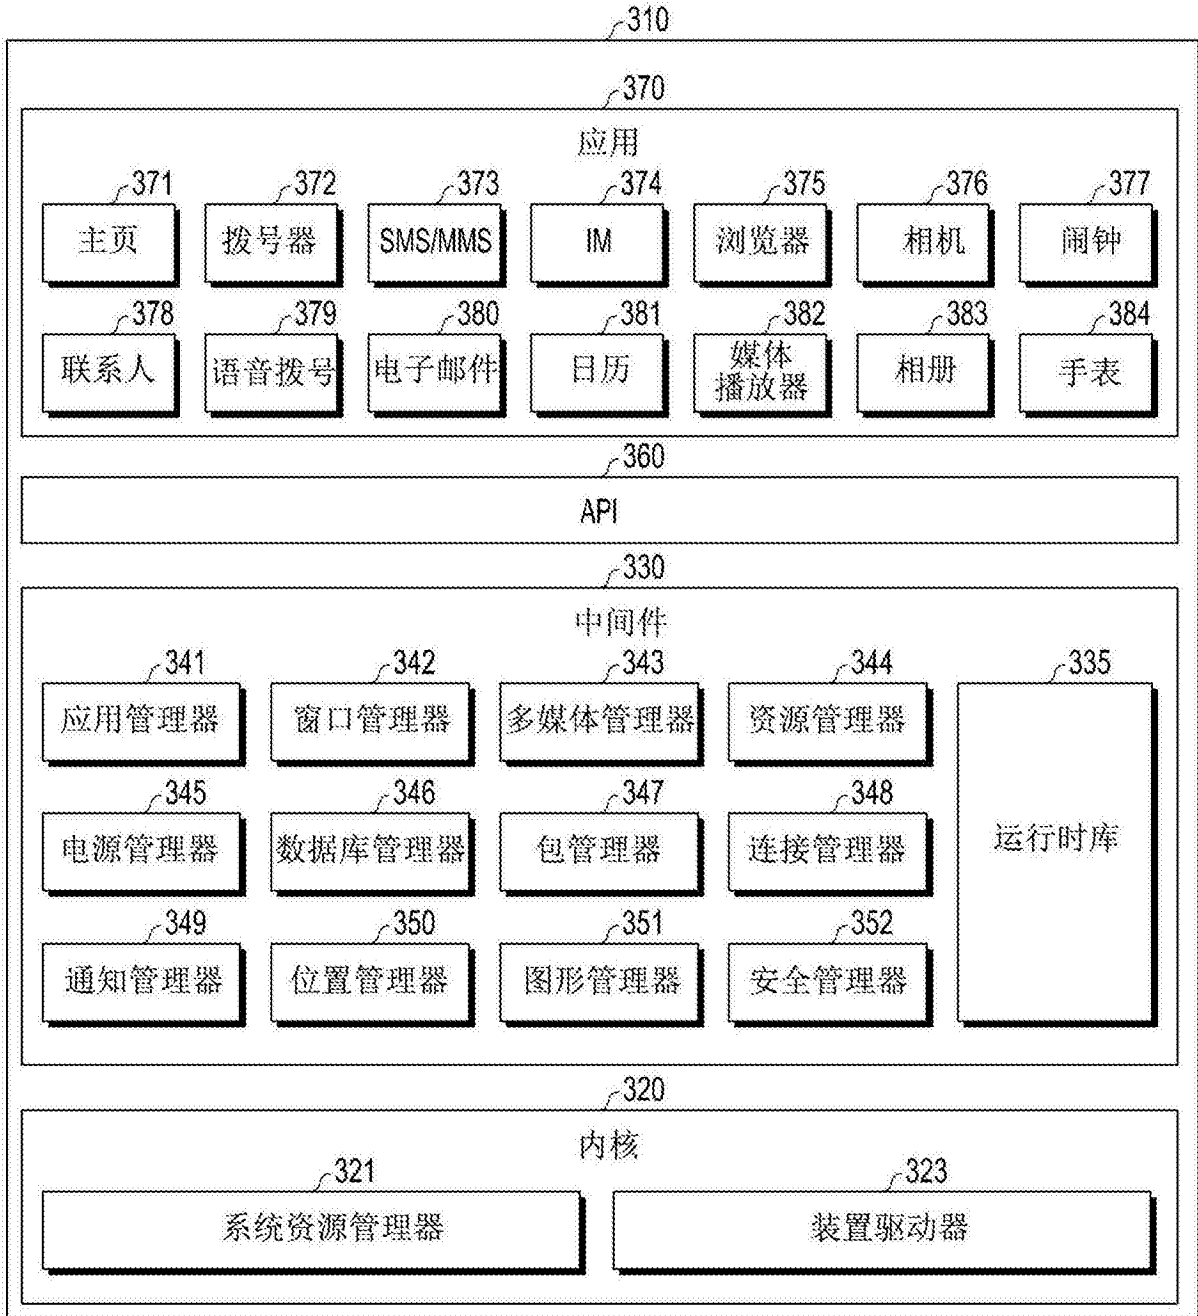 310
370
应用
371 372 373 374 375 376 377
主页 拨号器 SMS/MMS IM 浏览器 相机 闹钟
378 379 380 381 382 383 384
联系人 语音拨号 电子邮件 日历 媒体播放器 相册 手表
360
API
330
中间件
341 342 343 344 335
应用管理器 窗口管理器 多媒体管理器 资源管理器
345 346 347 348
电源管理器 数据库管理器 包管理器 连接管理器 运行时库
349 350 351 352
通知管理器 位置管理器 图形管理器 安全管理器
320
内核
321 323
系统资源管理器 装置驱动器